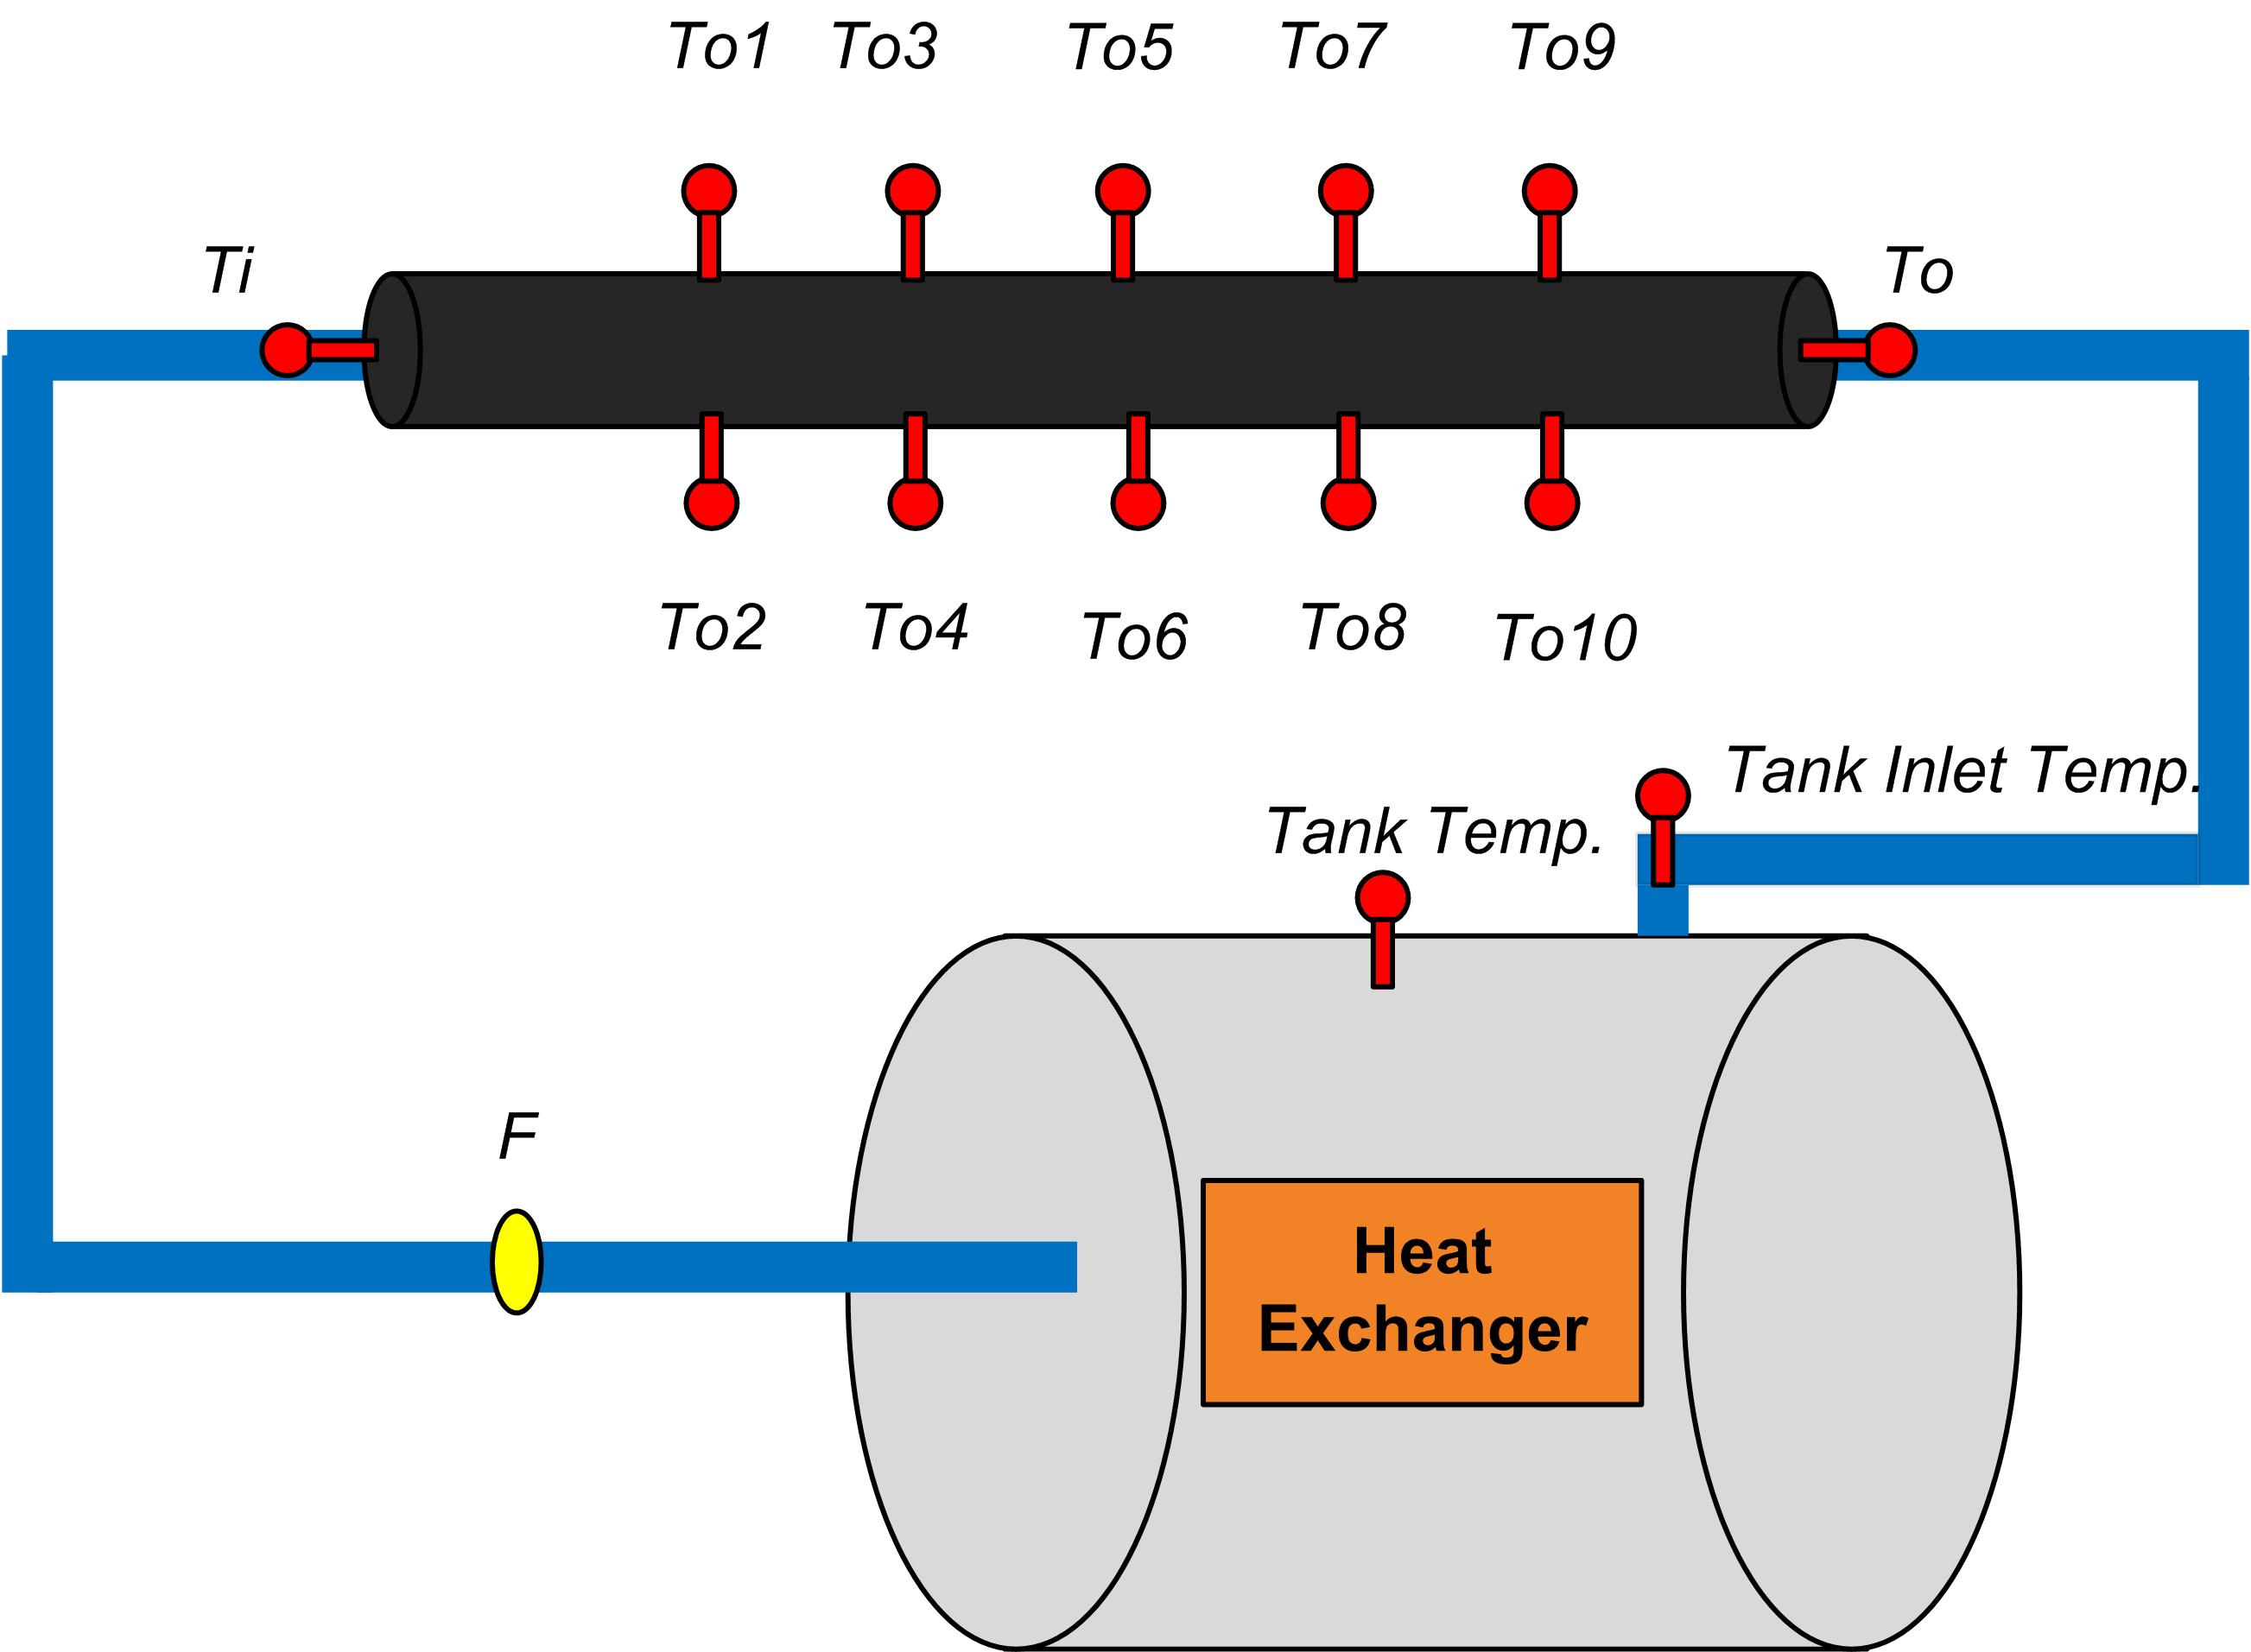 To1 To3 To5 To7 To9
Ti
To
To2 To4 To6 To8 To10
Tank Inlet Temp.
Tank Temp.
F
Heat
Exchanger